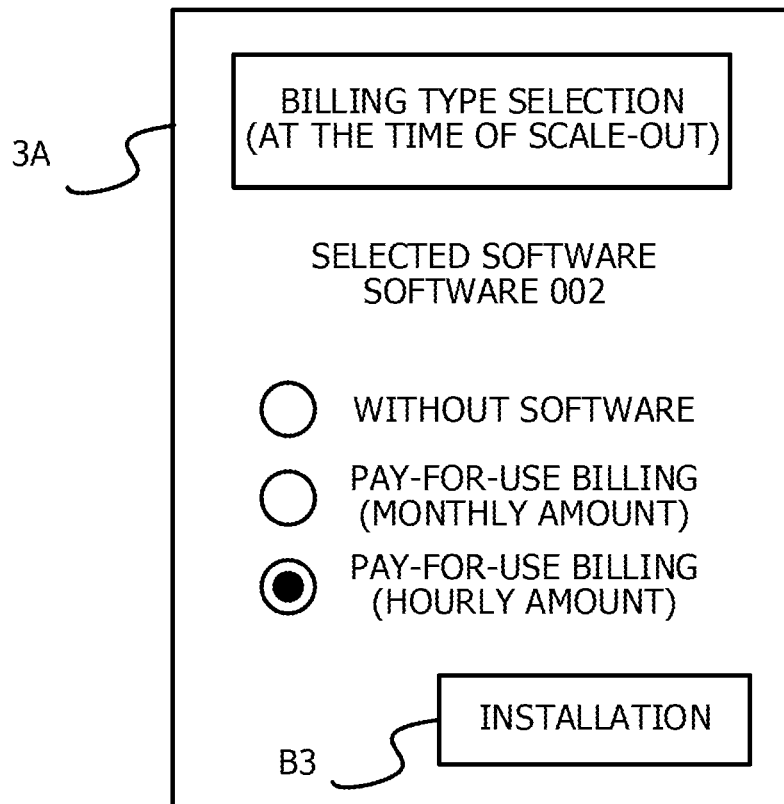 BILLING TYPE SELECTION
(AT THE TIME OF SCALE-OUT)
3A
SELECTED SOFTWARE
SOFTWARE 002
WITHOUT SOFTWARE
PAY-FOR-USE BILLING
(MONTHLY AMOUNT)
PAY-FOR-USE BILLING
(HOURLY AMOUNT)
INSTALLATION
B3